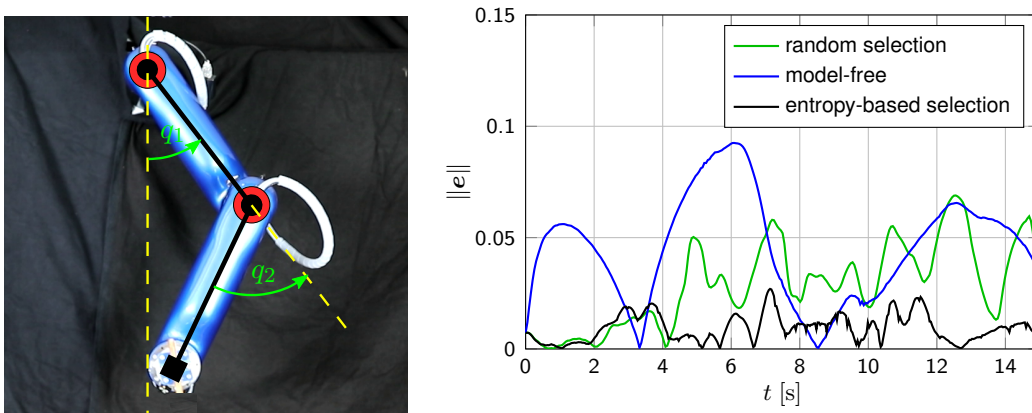 q₁
q₂
0.15
0.1
0.05
0
‖e‖
random selection
model-free
entropy-based selection
0 2 4 6 8 10 12 14
t [s]